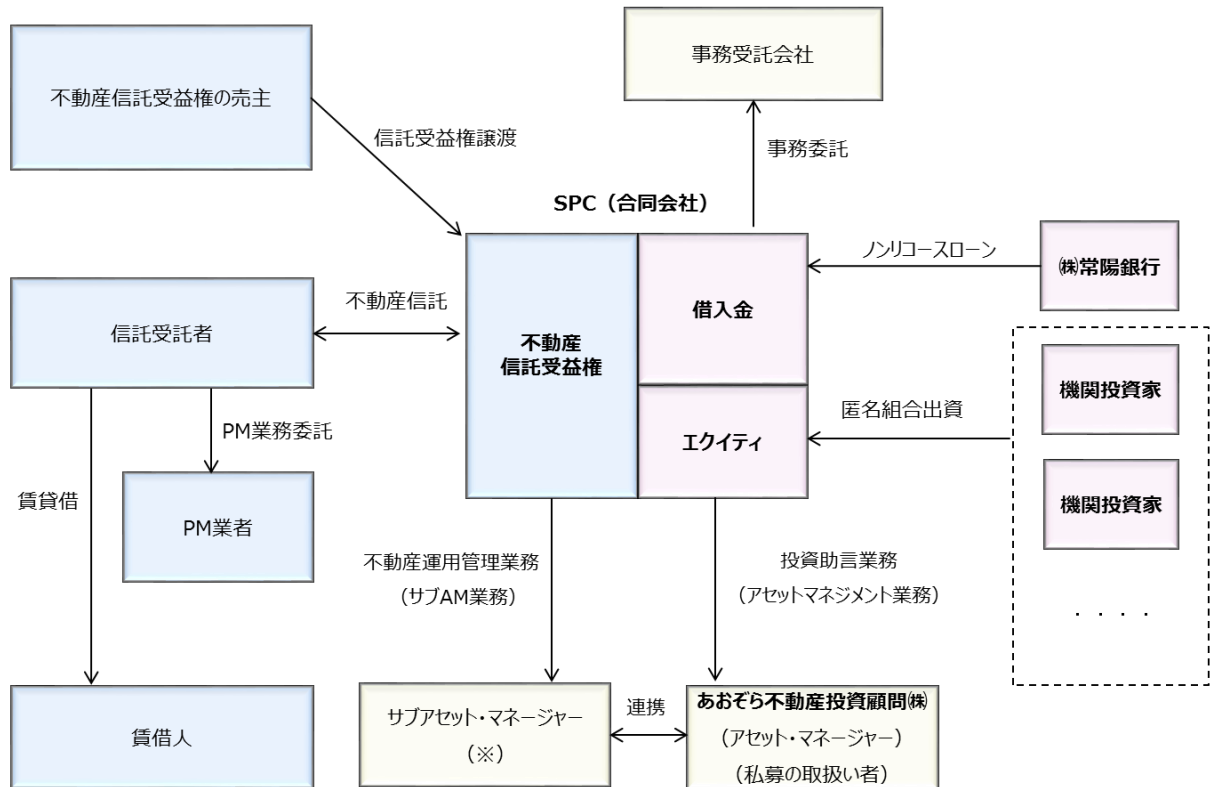 不動産信託受益権の売主
事務受託会社
信託受益権譲渡
事務委託
SPC（合同会社）
不動産
信託受益権
借入金
エクイティ
ノンリコースローン
㈱常陽銀行
信託受託者
不動産信託
匿名組合出資
機関投資家
機関投資家
・・・・
PM業務委託
賃貸借
PM業者
不動産運用管理業務
（サブAM業務）
投資助言業務
（アセットマネジメント業務）
賃借人
サブアセット・マネージャー
（※）
連携
あおぞら不動産投資顧問㈱
（アセット・マネージャー）
（私募の取扱い者）